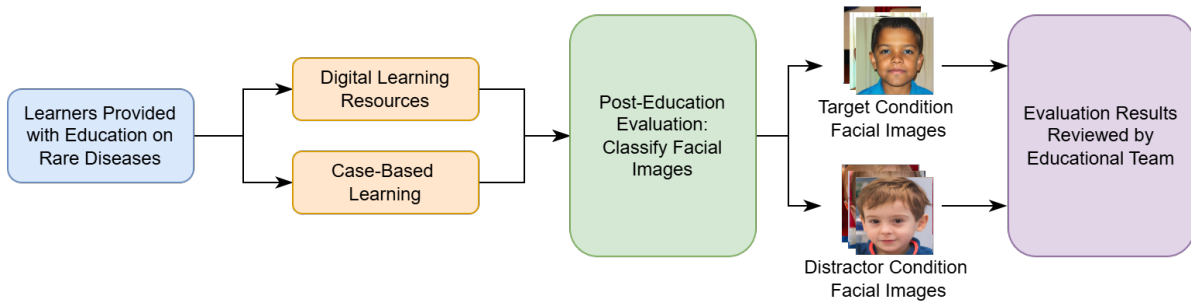 Learners Provided
with Education on
Rare Diseases
Digital Learning
Resources
Case-Based
Learning
Post-Education
Evaluation:
Classify Facial
Images
Target Condition
Facial Images
Distractor Condition
Facial Images
Evaluation Results
Reviewed by
Educational Team